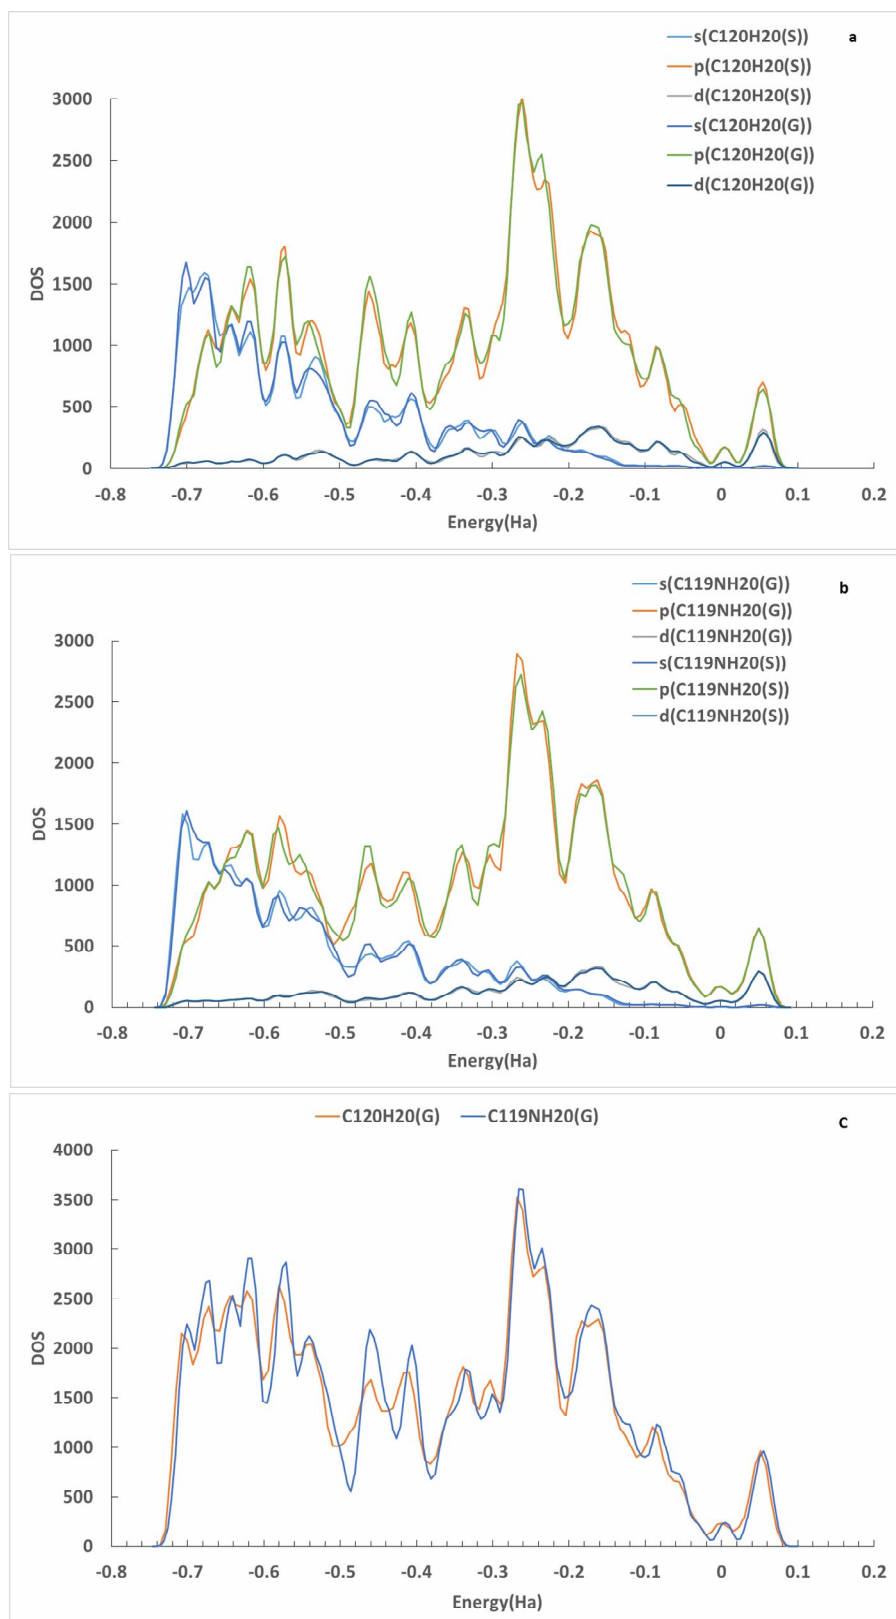 s(C120H20(S))
a
p(C120H20(S))
d(C120H20(S))
s(C120H20(G))
p(C120H20(G))
d(C120H20(G))
3000
2500
2000
1500
1000
500
0
DOS
-0.8 -0.7 -0.6 -0.5 -0.4 -0.3 -0.2 -0.1 0 0.1 0.2
Energy(Ha)
s(C119NH20(G))
b
p(C119NH20(G))
d(C119NH20(G))
s(C119NH20(S))
p(C119NH20(S))
d(C119NH20(S))
3000
2500
2000
1500
1000
500
0
DOS
-0.8 -0.7 -0.6 -0.5 -0.4 -0.3 -0.2 -0.1 0 0.1 0.2
Energy(Ha)
C120H20(G) C119NH20(G)
C
4000
3500
3000
2500
2000
1500
1000
500
0
DOS
-0.8 -0.7 -0.6 -0.5 -0.4 -0.3 -0.2 -0.1 0 0.1 0.2
Energy(Ha)